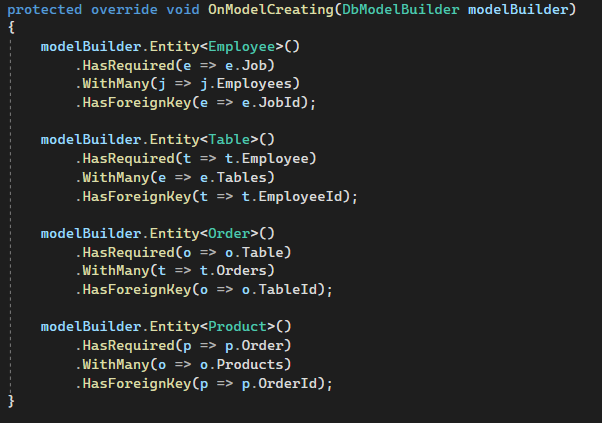 protected override void OnModelCreating(DbModelBuilder modelBuilder)
{
    modelBuilder.Entity<Employee>()
        .HasRequired(e => e.Job)
        .WithMany(j => j.Employees)
        .HasForeignKey(e => e.JobId);

    modelBuilder.Entity<Table>()
        .HasRequired(t => t.Employee)
        .WithMany(e => e.Tables)
        .HasForeignKey(t => t.EmployeeId);

    modelBuilder.Entity<Order>()
        .HasRequired(o => o.Table)
        .WithMany(t => t.Orders)
        .HasForeignKey(o => o.TableId);

    modelBuilder.Entity<Product>()
        .HasRequired(p => p.Order)
        .WithMany(o => o.Products)
        .HasForeignKey(p => p.OrderId);
}